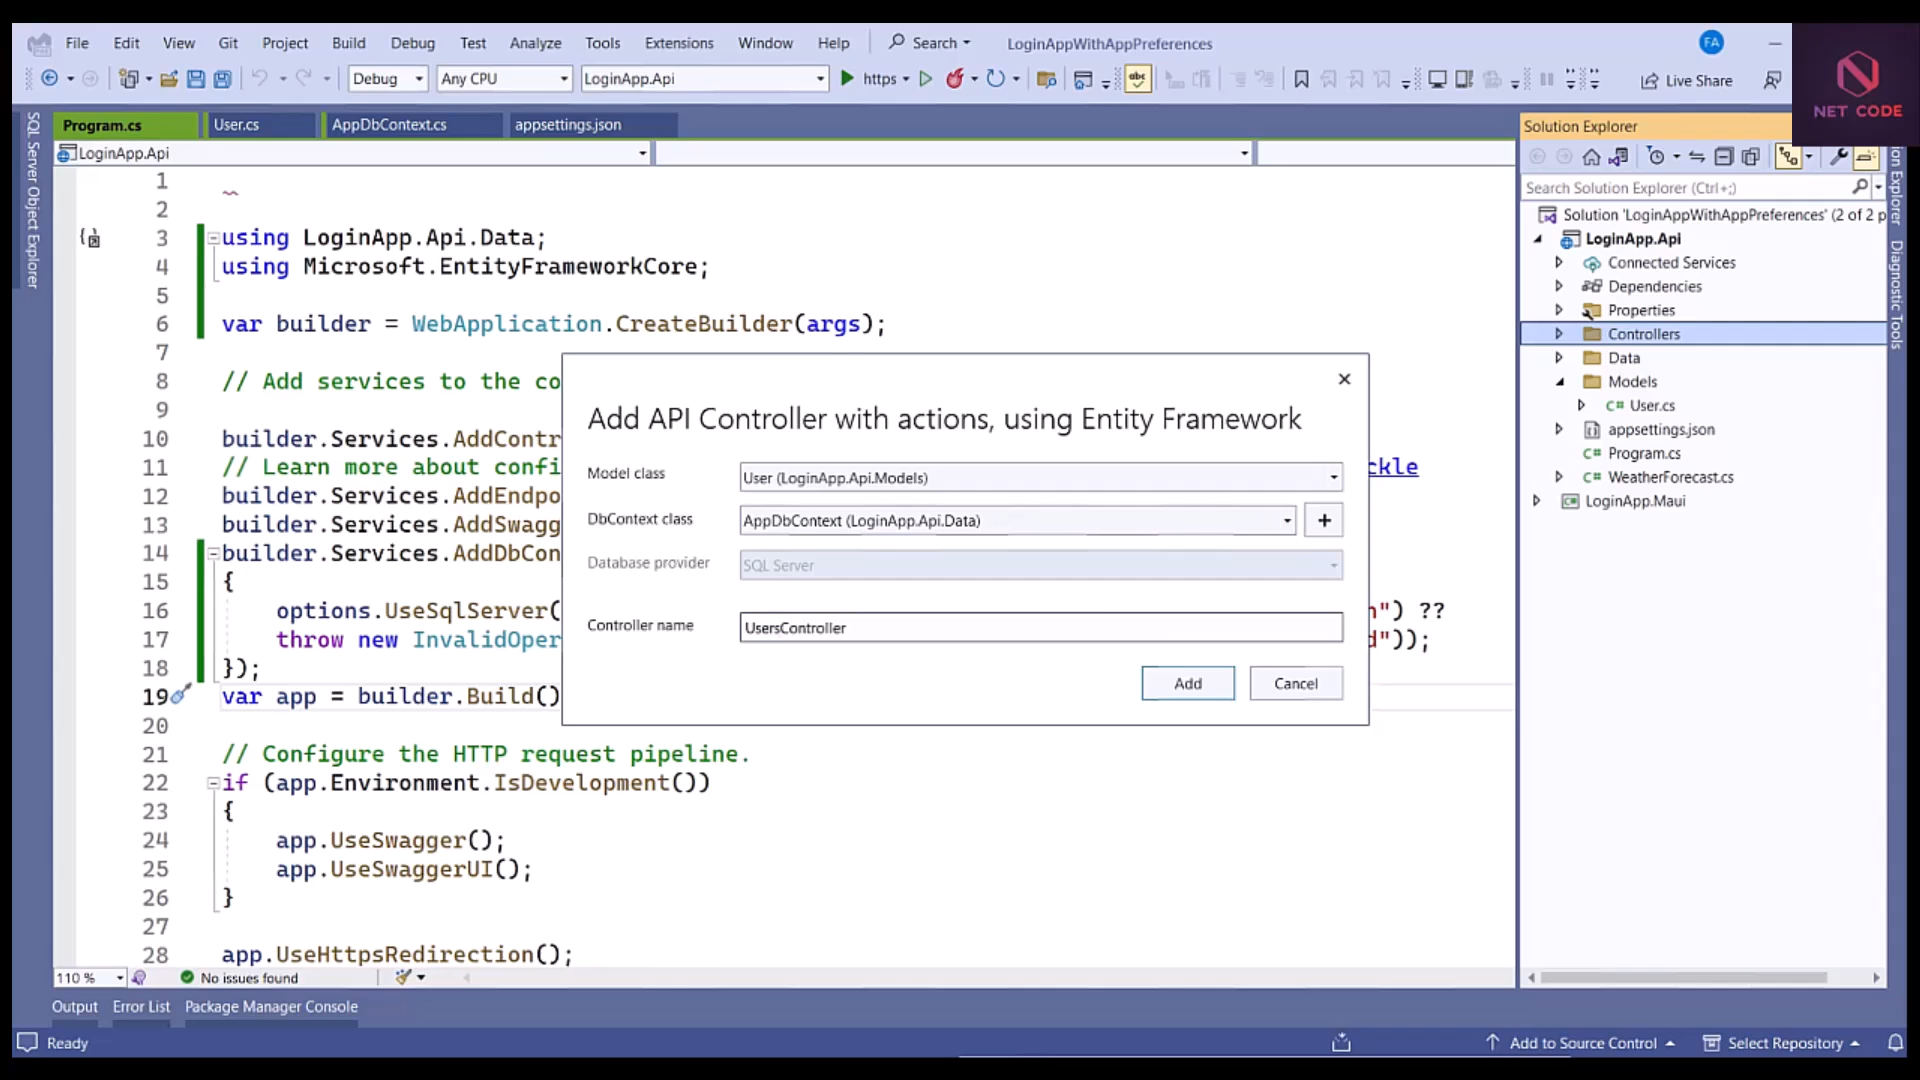 File Edit View Git Project Build Debug Test Analyze Tools Extensions Window Help Search LoginAppWithAppPreferences FA
Debug Any CPU LoginApp.Api https Live Share
NET CODE
SQL Server Object Explorer
Program.cs User.cs AppDbContext.cs appsettings.json
LoginApp.Api
1
2
3 using LoginApp.Api.Data;
4 using Microsoft.EntityFrameworkCore;
5
6 var builder = WebApplication.CreateBuilder(args);
7
8 // Add services to the co
9
10 builder.Services.AddContr
11 // Learn more about confi ckle
12 builder.Services.AddEndpo
13 builder.Services.AddSwagg
14 builder.Services.AddDbCon
15 {
16 options.UseSqlServer( ") ??
17 throw new InvalidOper d"));
18 });
19 var app = builder.Build()
20
21 // Configure the HTTP request pipeline.
22 if (app.Environment.IsDevelopment())
23 {
24 app.UseSwagger();
25 app.UseSwaggerUI();
26 }
27
28 app.UseHttpsRedirection();
Add API Controller with actions, using Entity Framework
Model class User (LoginApp.Api.Models)
DbContext class AppDbContext (LoginApp.Api.Data)
Database provider SQL Server
Controller name UsersController
Add Cancel
Solution Explorer
Search Solution Explorer (Ctrl+;)
Solution 'LoginAppWithAppPreferences' (2 of 2 p
LoginApp.Api
Connected Services
Dependencies
Properties
Controllers
Data
Models
C# User.cs
appsettings.json
C# Program.cs
C# WeatherForecast.cs
LoginApp.Maui
ion Explorer
Diagnostic Tools
110 % No issues found
Output Error List Package Manager Console
Ready Add to Source Control Select Repository